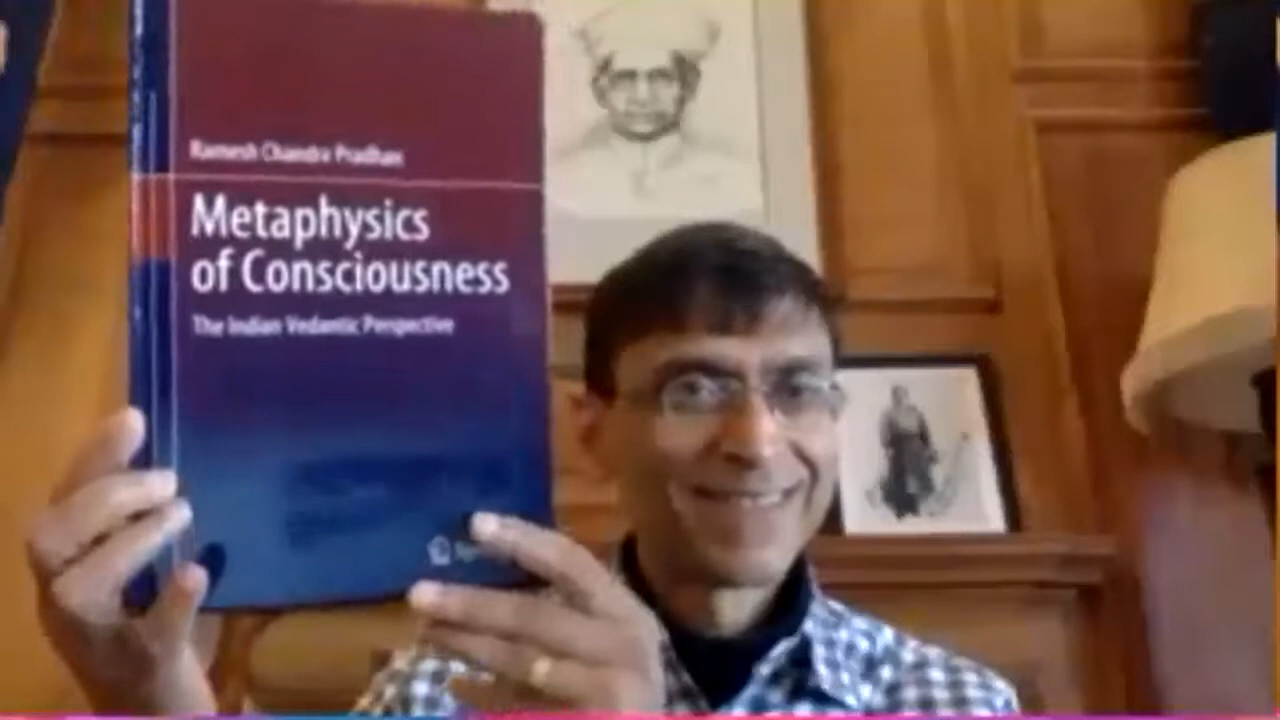 Ramesh Chandra Pradhan
Metaphysics
of Consciousness
The Indian Vedantic Perspective